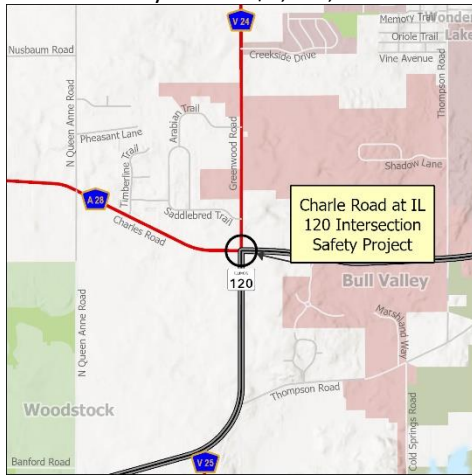 V 24
Memory Trail
Wonder
Lake
Oriole Trail
Nusbaum Road
Creekside Drive
Vine Avenue
Thompson Road
N Queen Anne Road
Arabian Trail
Greenwood Road
Pheasant Lane
Timberline Trail
Shadow Lane
A 28
Saddlebred Trail
Charles Road
Charle Road at IL
120 Intersection
Safety Project
ILLINOIS
120
Bull Valley
Marshland Way
N Queen Anne Road
Thompson Road
Woodstock
Cold Springs Road
Banford Road
V 25